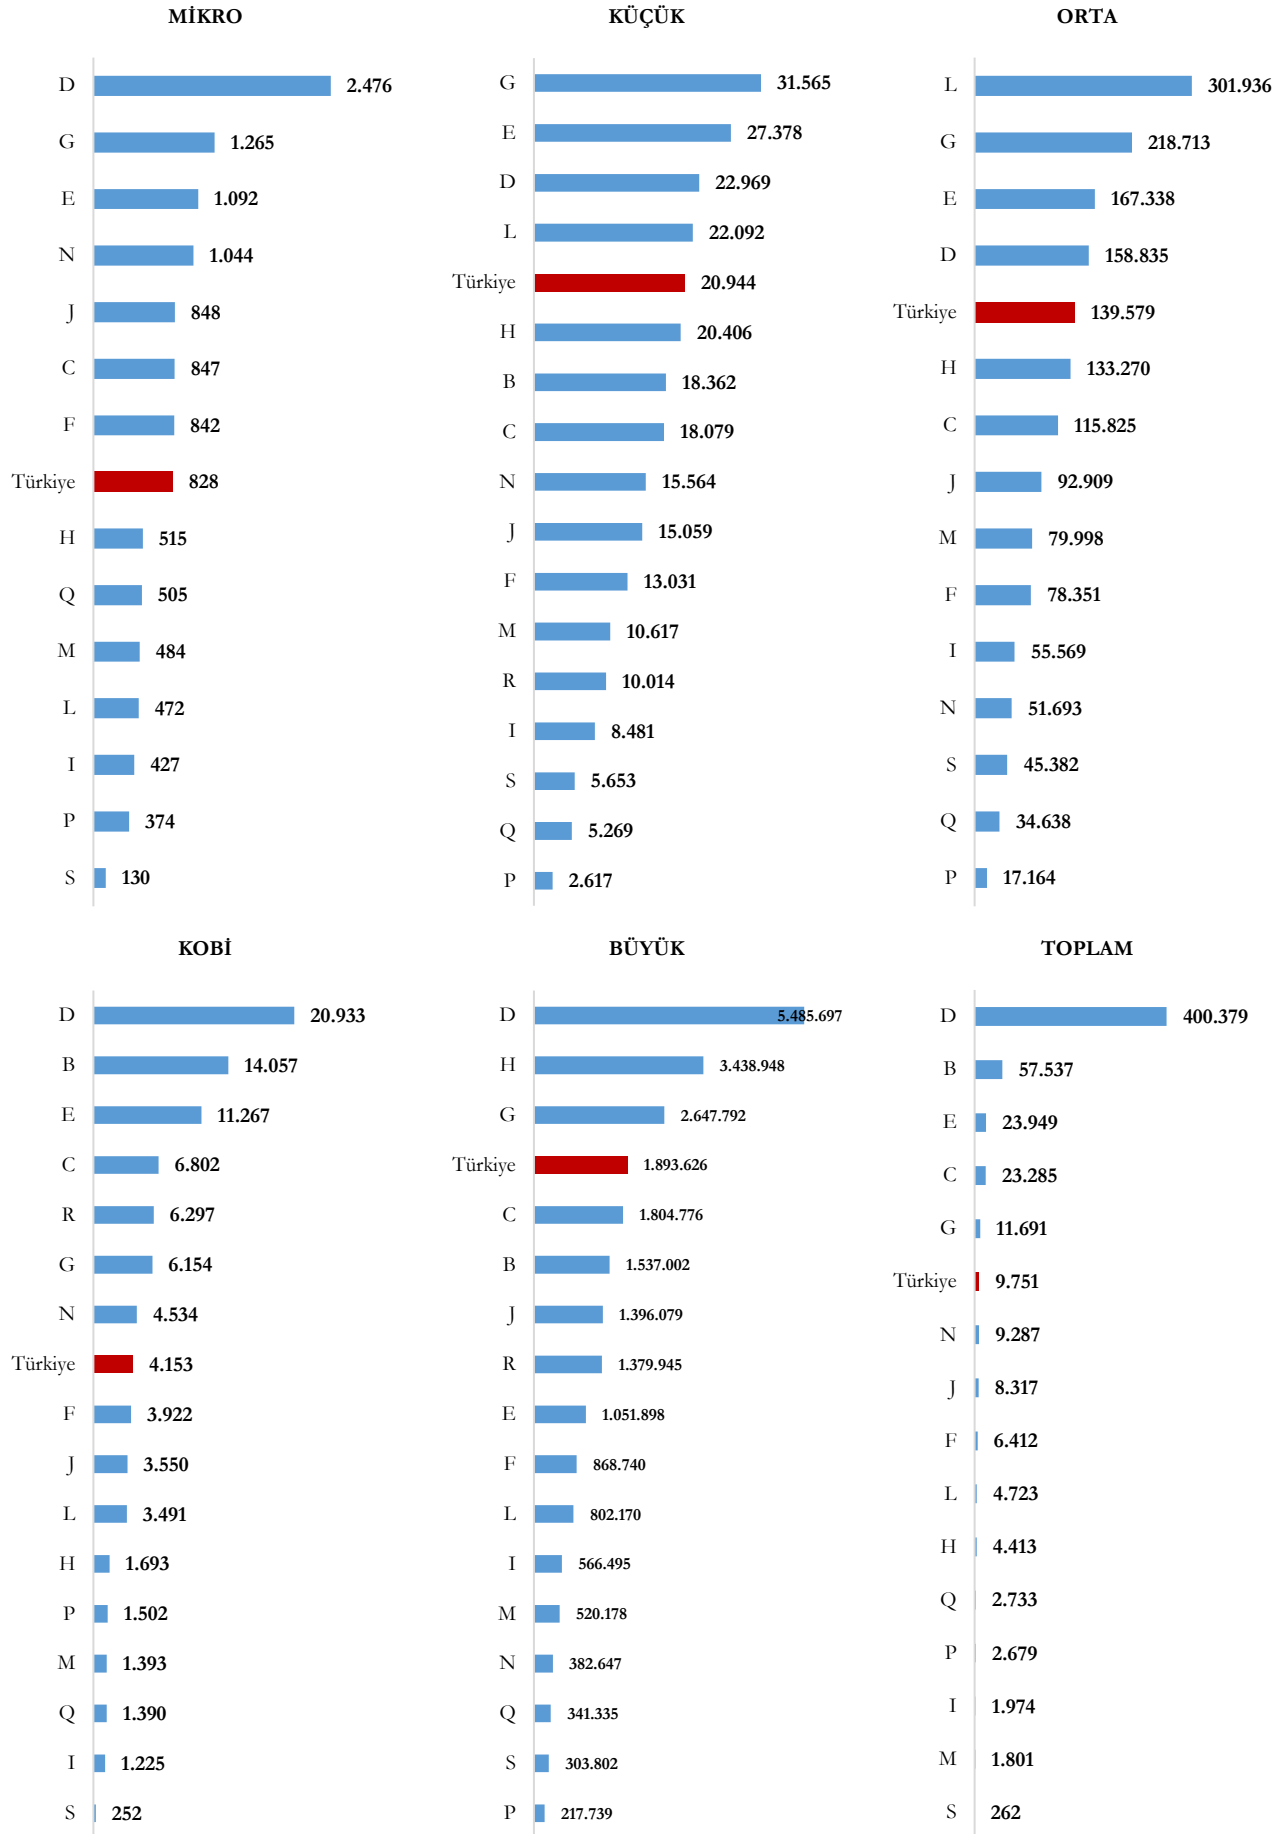 MİKRO
D 2.476
G 1.265
E 1.092
N 1.044
J 848
C 847
F 842
Türkiye 828
H 515
Q 505
M 484
L 472
I 427
P 374
S 130
KÜÇÜK
G 31.565
E 27.378
D 22.969
L 22.092
Türkiye 20.944
H 20.406
B 18.362
C 18.079
N 15.564
J 15.059
F 13.031
M 10.617
R 10.014
I 8.481
S 5.653
Q 5.269
P 2.617
ORTA
L 301.936
G 218.713
E 167.338
D 158.835
Türkiye 139.579
H 133.270
C 115.825
J 92.909
M 79.998
F 78.351
I 55.569
N 51.693
S 45.382
Q 34.638
P 17.164
KOBİ
D 20.933
B 14.057
E 11.267
C 6.802
R 6.297
G 6.154
N 4.534
Türkiye 4.153
F 3.922
J 3.550
L 3.491
H 1.693
P 1.502
M 1.393
Q 1.390
I 1.225
S 252
BÜYÜK
D 5.485.697
H 3.438.948
G 2.647.792
Türkiye 1.893.626
C 1.804.776
B 1.537.002
J 1.396.079
R 1.379.945
E 1.051.898
F 868.740
L 802.170
I 566.495
M 520.178
N 382.647
Q 341.335
S 303.802
P 217.739
TOPLAM
D 400.379
B 57.537
E 23.949
C 23.285
G 11.691
Türkiye 9.751
N 9.287
J 8.317
F 6.412
L 4.723
H 4.413
Q 2.733
P 2.679
I 1.974
M 1.801
S 262